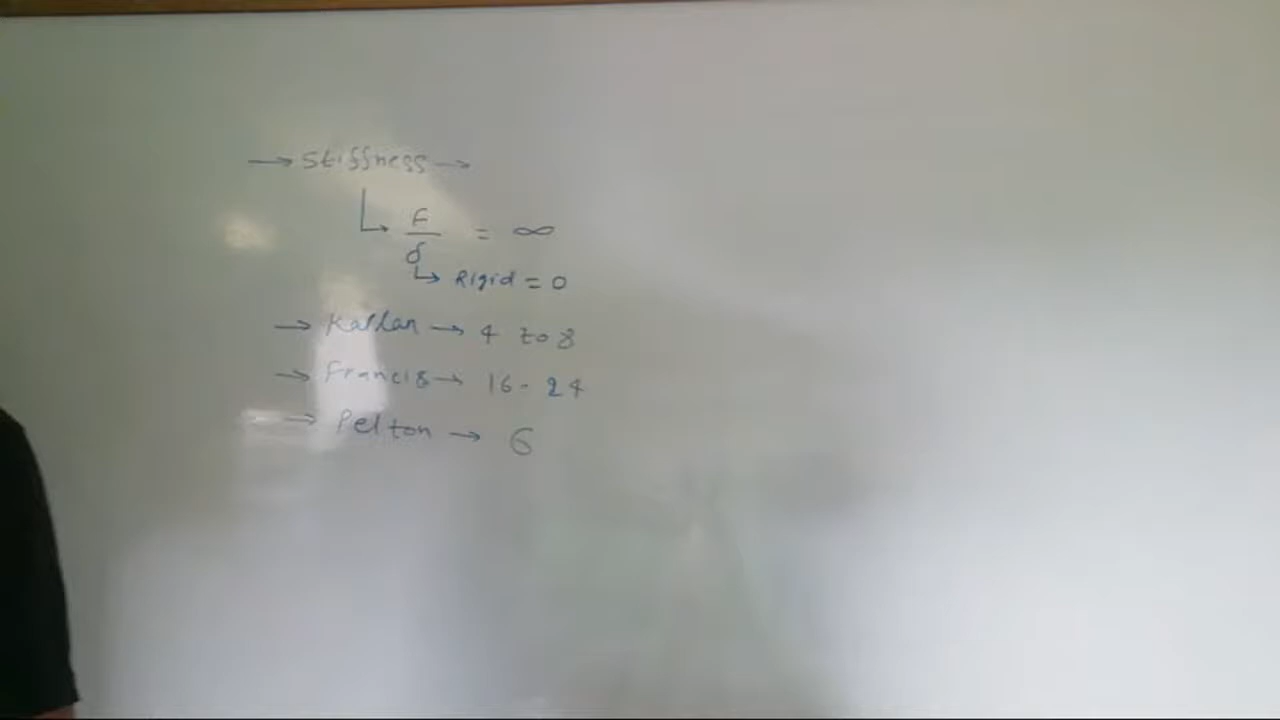 → Stiffness →
↳ F/δ = ∞
↳ Rigid = 0
→ Kaplan → 4 to 8
→ Francis → 16-24
→ Pelton → 6